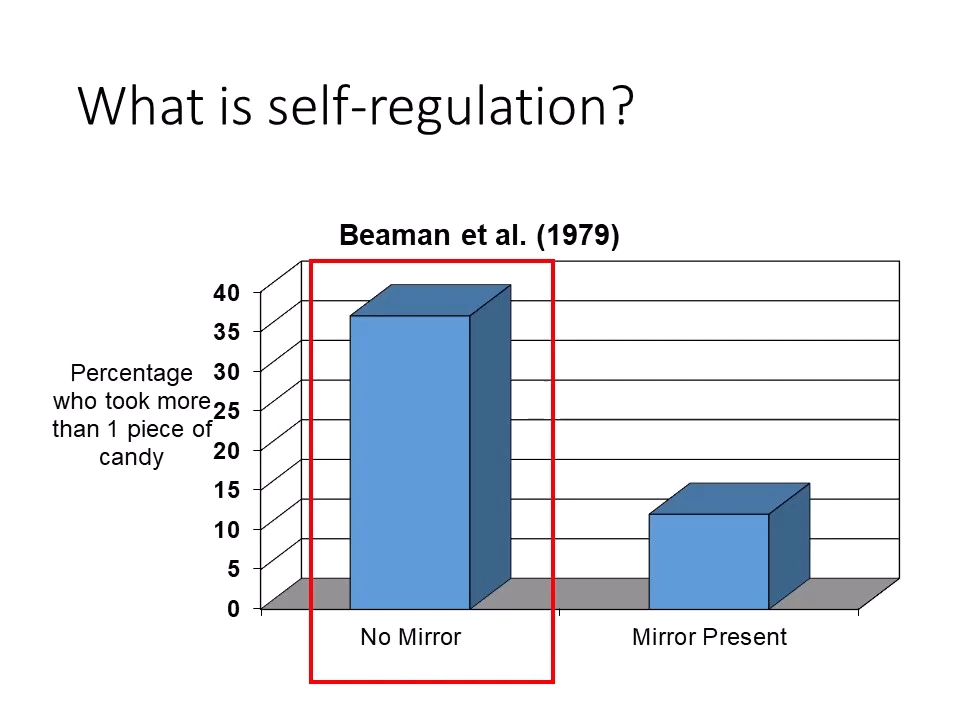 What is self-regulation?
Beaman et al. (1979)
40
35
30
25
20
15
10
5
0
Percentage
who took more
than 1 piece of
candy
No Mirror
Mirror Present